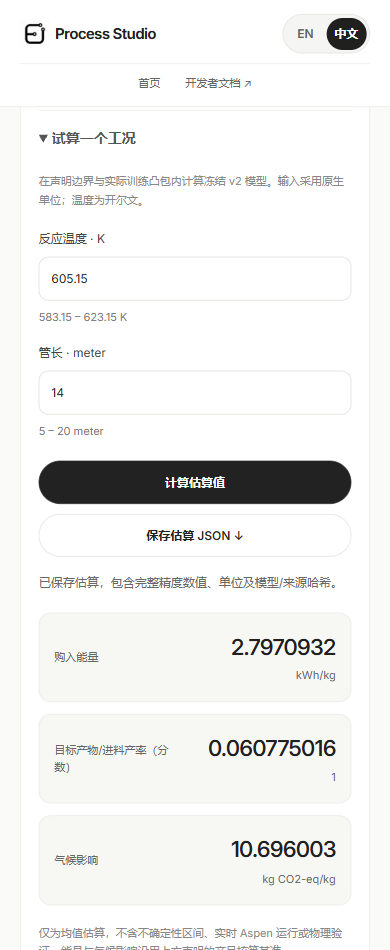 Process Studio
EN 中文
首页 开发者文档 ↗
▼ 试算一个工况
在声明边界与实际训练凸包内计算冻结 v2 模型。输入采用原生
单位；温度为开尔文。
反应温度 · K
605.15
583.15 – 623.15 K
管长 · meter
14
5 – 20 meter
计算估算值
保存估算 JSON ↓
已保存估算，包含完整精度数值、单位及模型/来源哈希。
购入能量
2.7970932
kWh/kg
目标产物/进料产率（分
数）
0.060775016
1
气候影响
10.696003
kg CO2-eq/kg
仅为均值估算，不含不确定性区间、实时 Aspen 运行或物理验